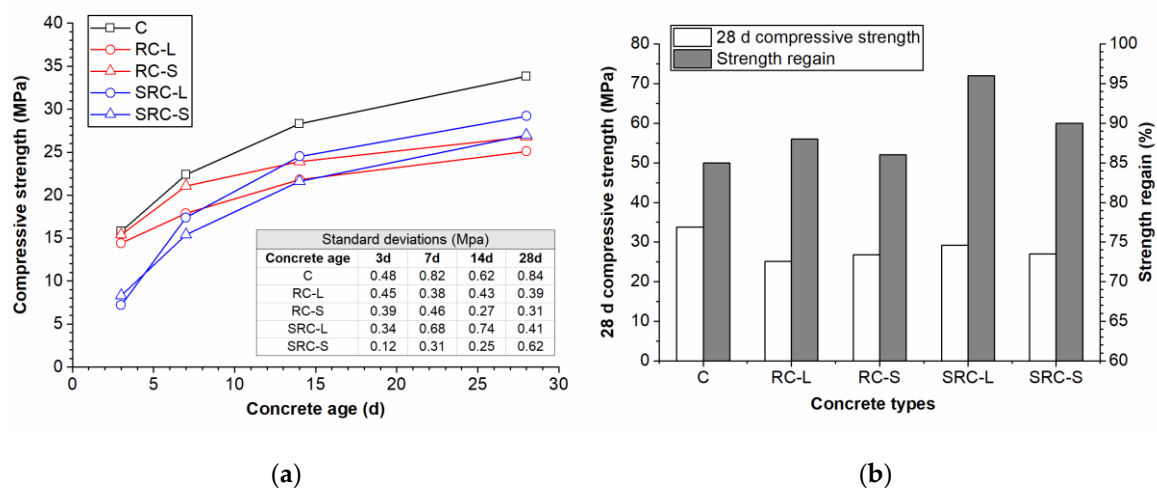 40
35
30
25
20
15
10
5
0
Compressive strength (MPa)
C
RC-L
RC-S
SRC-L
SRC-S
Standard deviations (Mpa)
Concrete age 3d 7d 14d 28d
C 0.48 0.82 0.62 0.84
RC-L 0.45 0.38 0.43 0.39
RC-S 0.39 0.46 0.27 0.31
SRC-L 0.34 0.68 0.74 0.41
SRC-S 0.12 0.31 0.25 0.62
0 5 10 15 20 25 30
Concrete age (d)
(a)
80
70
60
50
40
30
20
10
0
28 d compressive strength (MPa)
28 d compressive strength
Strength regain
100
95
90
85
80
75
70
65
60
Strength regain (%)
C RC-L RC-S SRC-L SRC-S
Concrete types
(b)